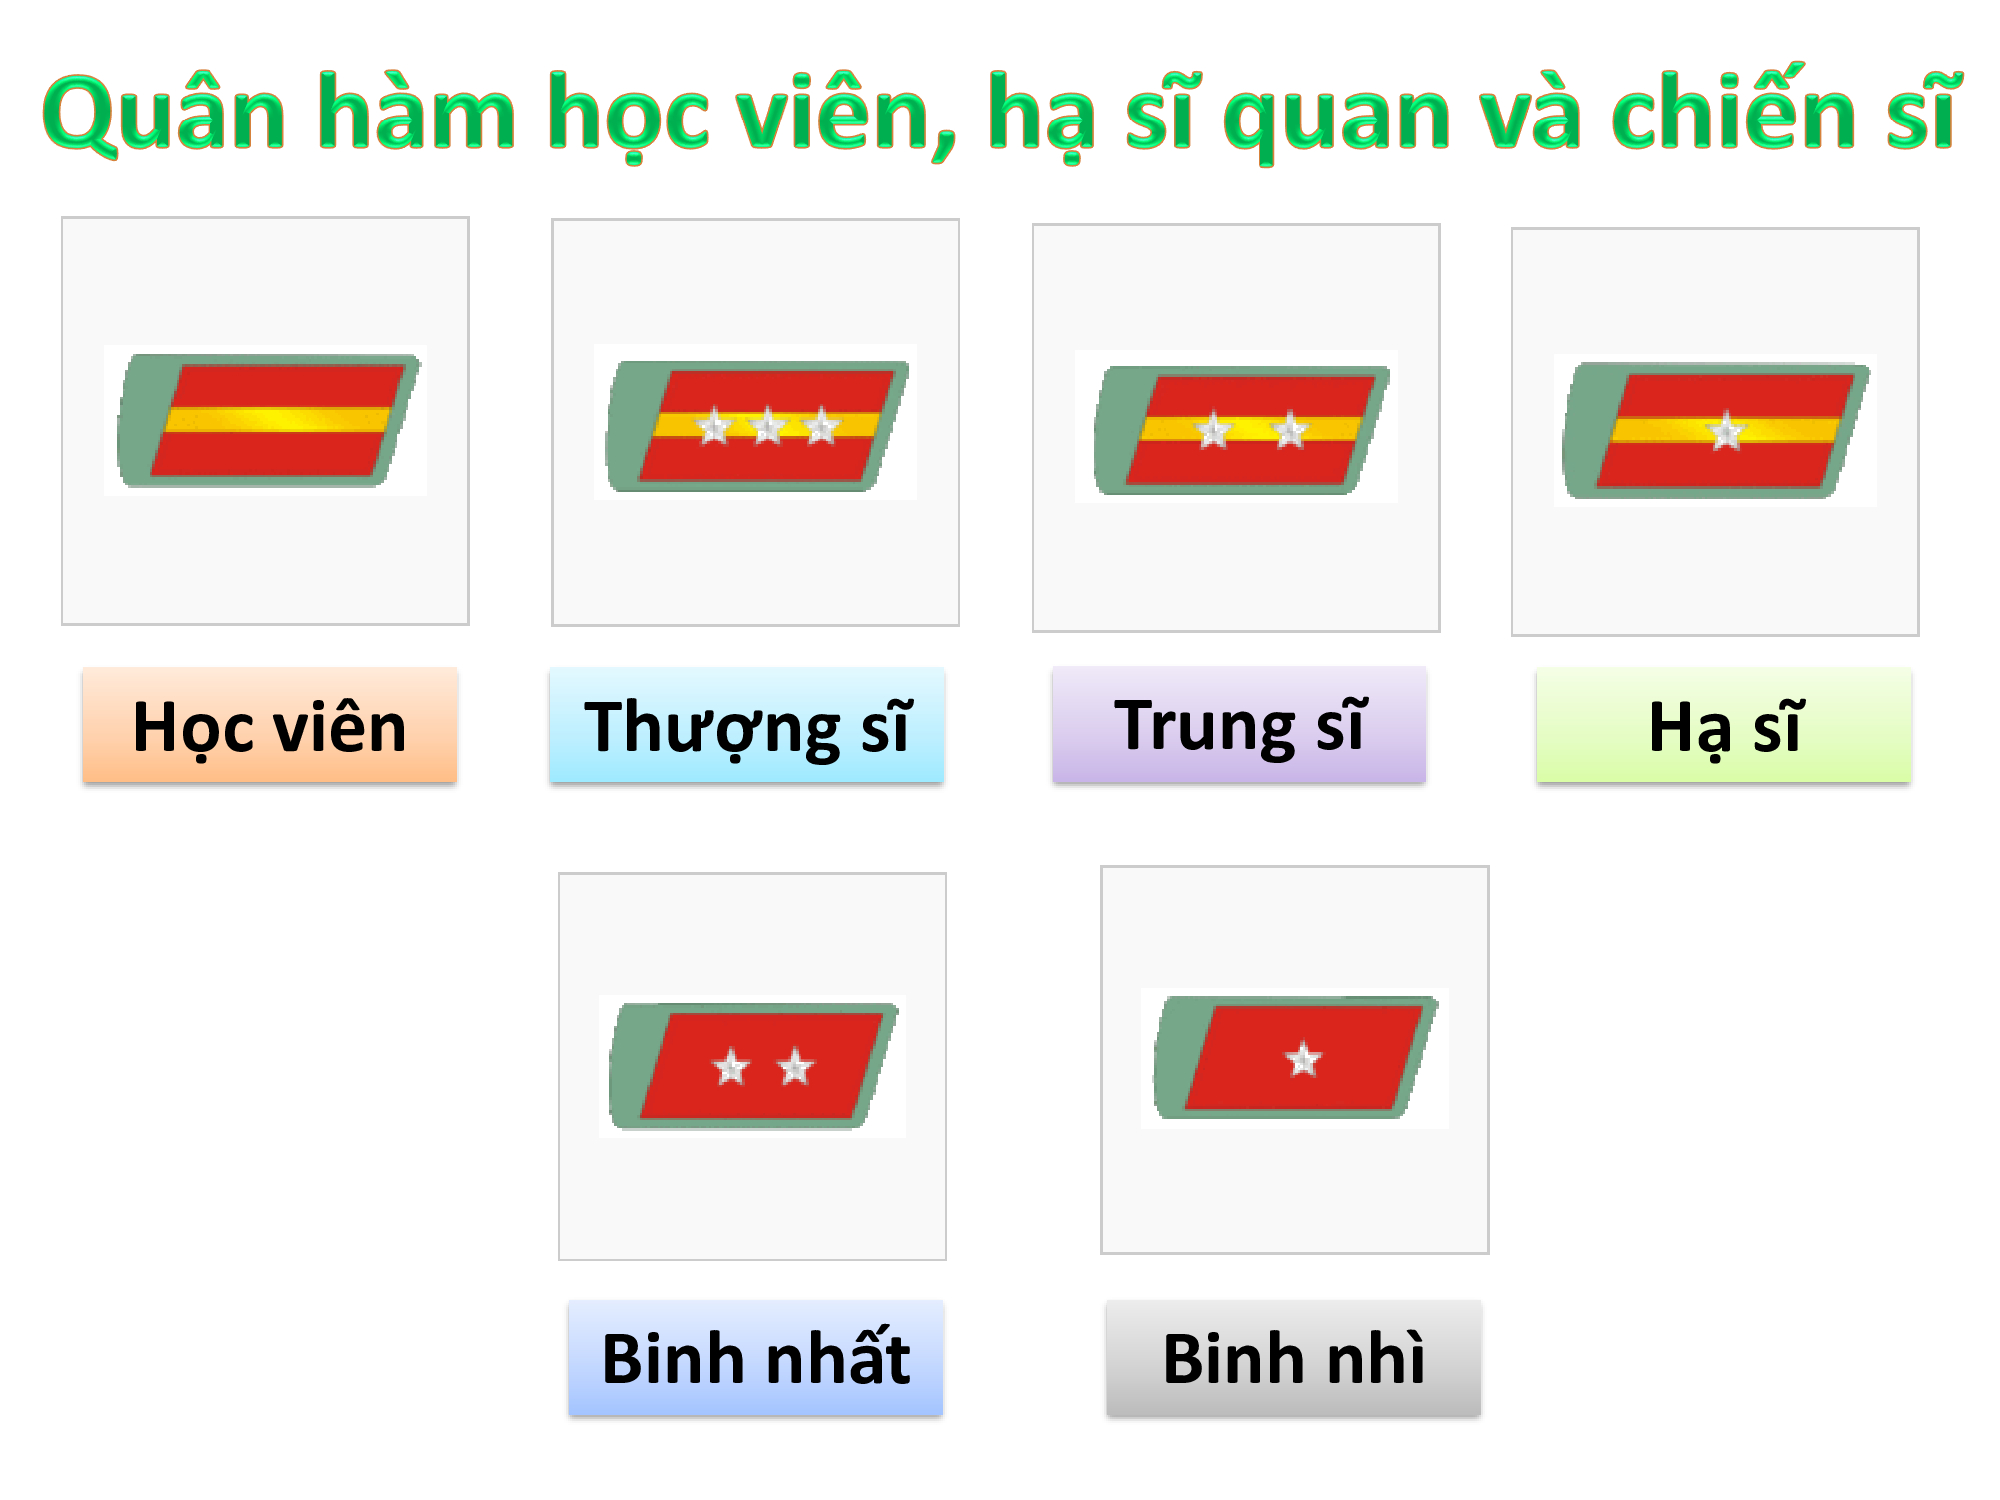 Quân hàm học viên, hạ sĩ quan và chiến sĩ
Học viên
Thượng sĩ
Trung sĩ
Hạ sĩ
Binh nhất
Binh nhì